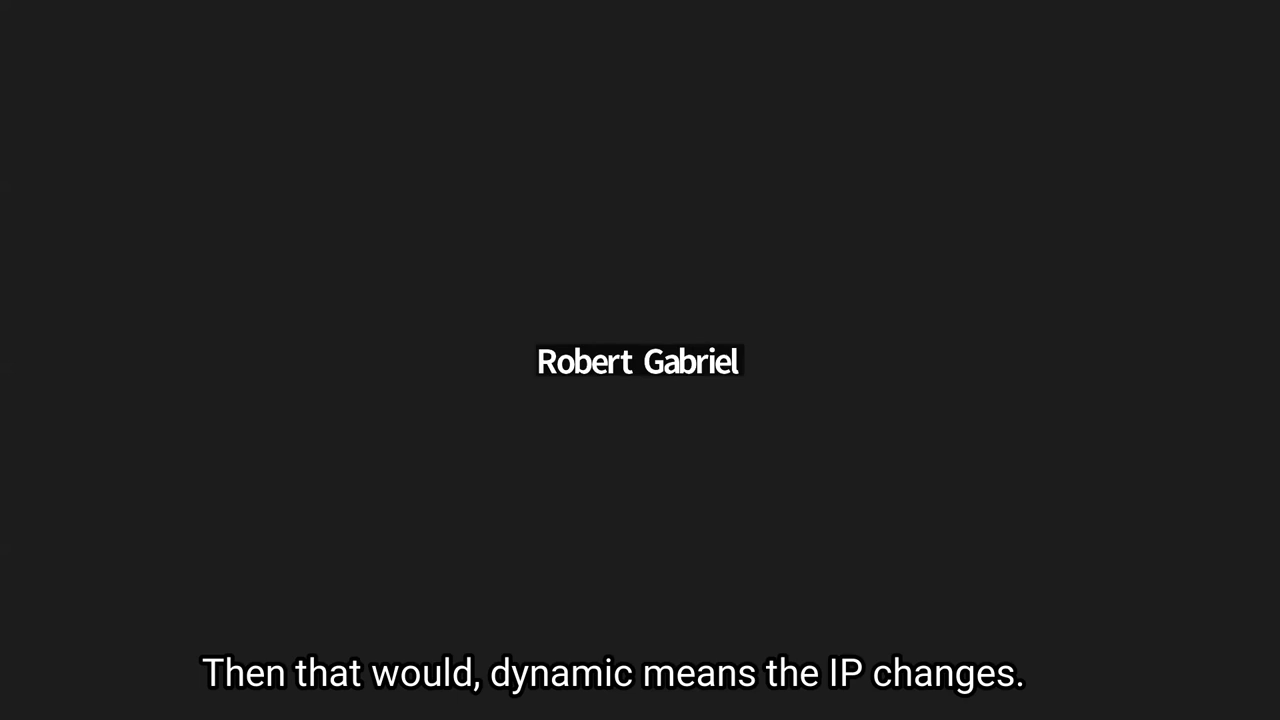 Robert Gabriel
Then that would, dynamic means the IP changes.